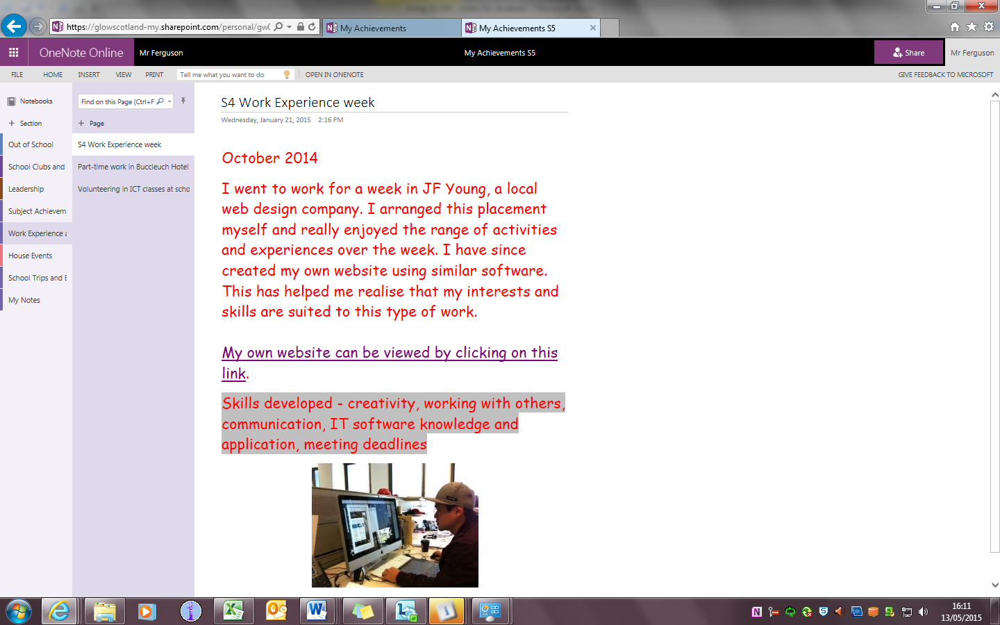 https://glowscotland-my.sharepoint.com/personal/gw
My Achievements
My Achievements S5
OneNote Online
Mr Ferguson
My Achievements S5
Share
Mr Ferguson
FILE
HOME
INSERT
VIEW
PRINT
Tell me what you want to do
OPEN IN ONENOTE
GIVE FEEDBACK TO MICROSOFT
Notebooks
Section
Out of School
School Clubs and
Leadership
Subject Achievem
Work Experience a
House Events
School Trips and E
My Notes
Find on this Page (Ctrl+F
Page
S4 Work Experience week
Part-time work in Buccleuch Hotel
Volunteering in ICT classes at scho
S4 Work Experience week
Wednesday, January 21, 2015 2:16 PM
October 2014
I went to work for a week in JF Young, a local
web design company. I arranged this placement
myself and really enjoyed the range of activities
and experiences over the week. I have since
created my own website using similar software.
This has helped me realise that my interests and
skills are suited to this type of work.
My own website can be viewed by clicking on this
link.
Skills developed - creativity, working with others,
communication, IT software knowledge and
application, meeting deadlines
16:11
13/05/2015